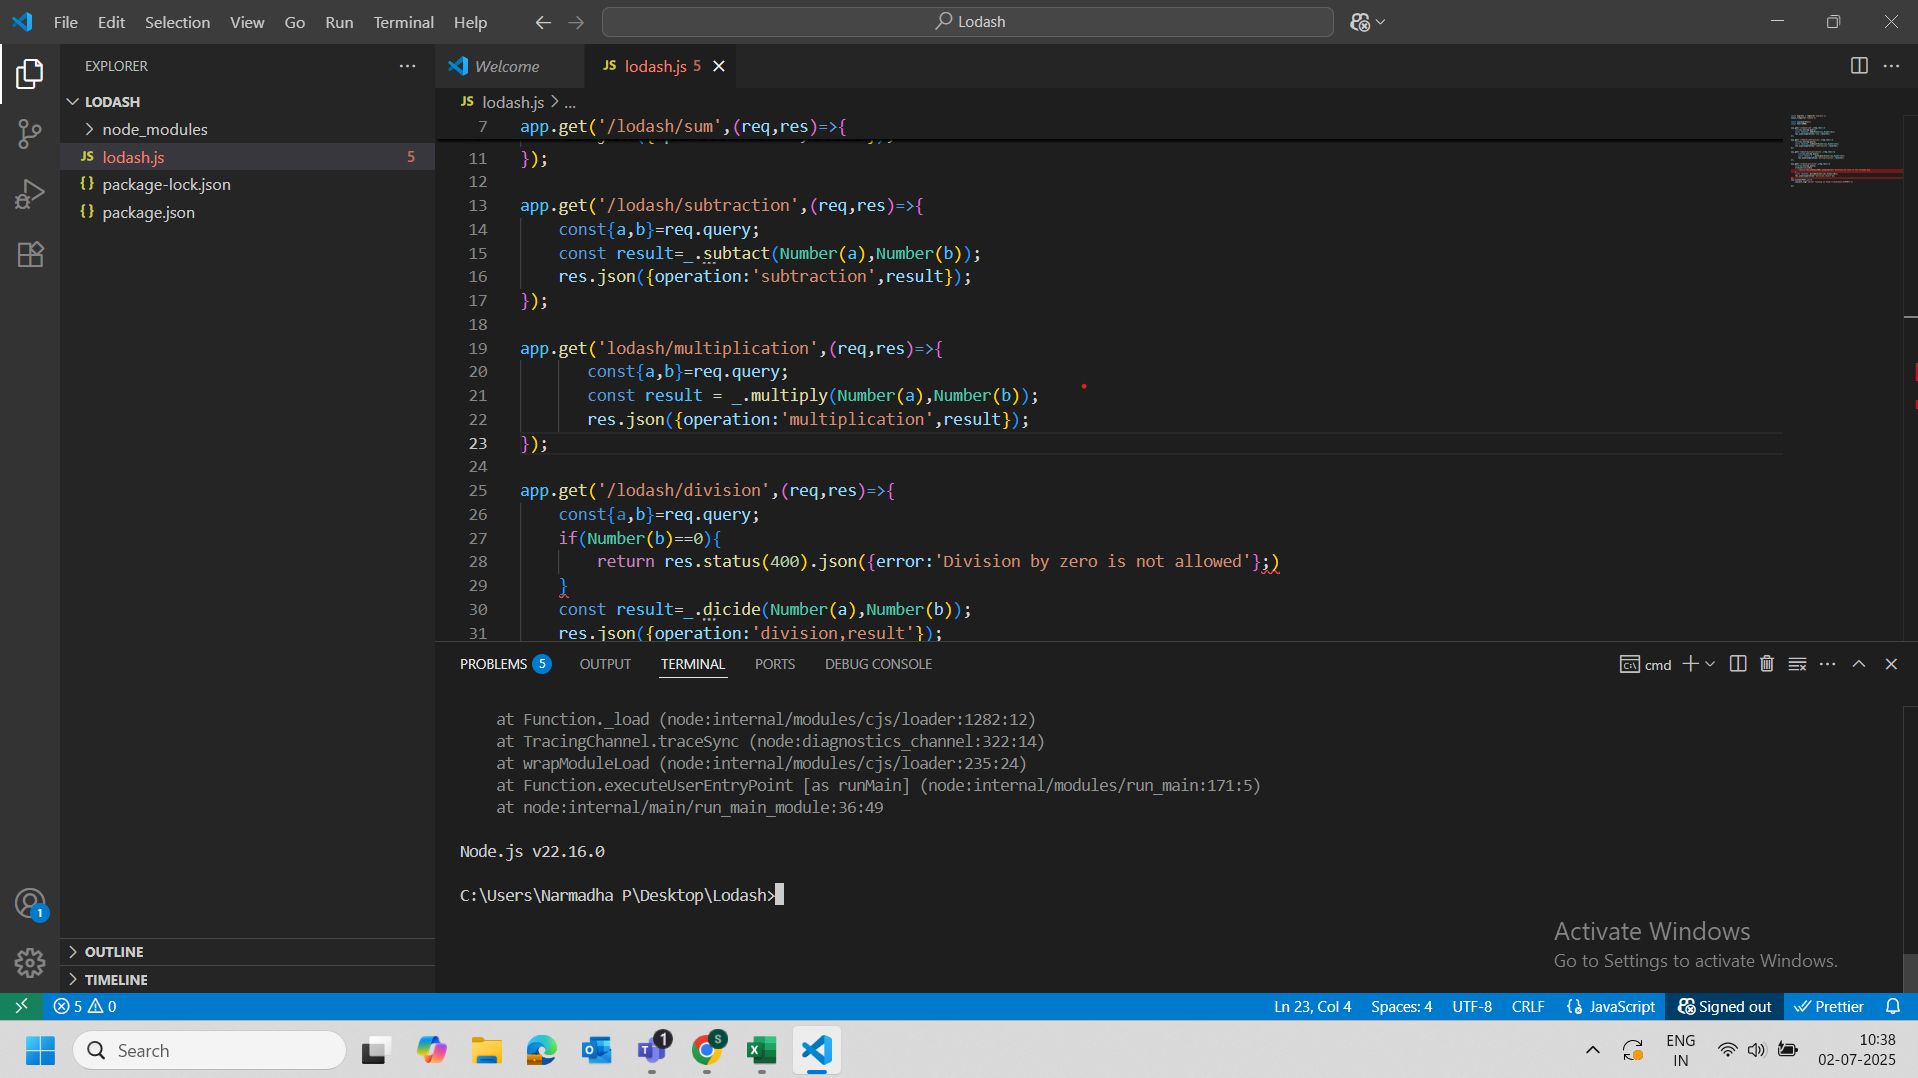 File Edit Selection View Go Run Terminal Help
Lodash
EXPLORER
LODASH
node_modules
JS lodash.js 5
{} package-lock.json
{} package.json
OUTLINE
TIMELINE
Welcome
JS lodash.js 5
JS lodash.js > ...
7 app.get('/lodash/sum',(req,res)=>{
11 });
12
13 app.get('/lodash/subtraction',(req,res)=>{
14 const{a,b}=req.query;
15 const result=_.subtact(Number(a),Number(b));
16 res.json({operation:'subtraction',result});
17 });
18
19 app.get('lodash/multiplication',(req,res)=>{
20 const{a,b}=req.query;
21 const result = _.multiply(Number(a),Number(b));
22 res.json({operation:'multiplication',result});
23 });
24
25 app.get('/lodash/division',(req,res)=>{
26 const{a,b}=req.query;
27 if(Number(b)==0){
28 return res.status(400).json({error:'Division by zero is not allowed'};)
29 }
30 const result=_.dicide(Number(a),Number(b));
31 res.json({operation:'division,result'});
PROBLEMS 5 OUTPUT TERMINAL PORTS DEBUG CONSOLE
cmd
at Function._load (node:internal/modules/cjs/loader:1282:12)
at TracingChannel.traceSync (node:diagnostics_channel:322:14)
at wrapModuleLoad (node:internal/modules/cjs/loader:235:24)
at Function.executeUserEntryPoint [as runMain] (node:internal/modules/run_main:171:5)
at node:internal/main/run_main_module:36:49
Node.js v22.16.0
C:\Users\Narmadha P\Desktop\Lodash>
Activate Windows
Go to Settings to activate Windows.
1
5 0
Ln 23, Col 4 Spaces: 4 UTF-8 CRLF {} JavaScript Signed out Prettier
Search
1
S
ENG
IN
10:38
02-07-2025